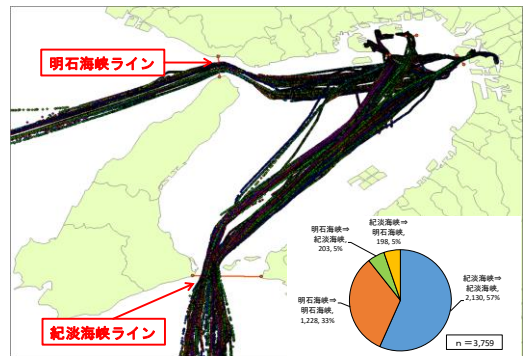 明石海峡ライン
紀淡海峡ライン
明石海峡⇒
紀淡海峡,
203, 5%
紀淡海峡⇒
明石海峡,
198, 5%
明石海峡⇒
明石海峡,
1,228, 33%
紀淡海峡⇒
紀淡海峡,
2,130, 57%
n =3,759